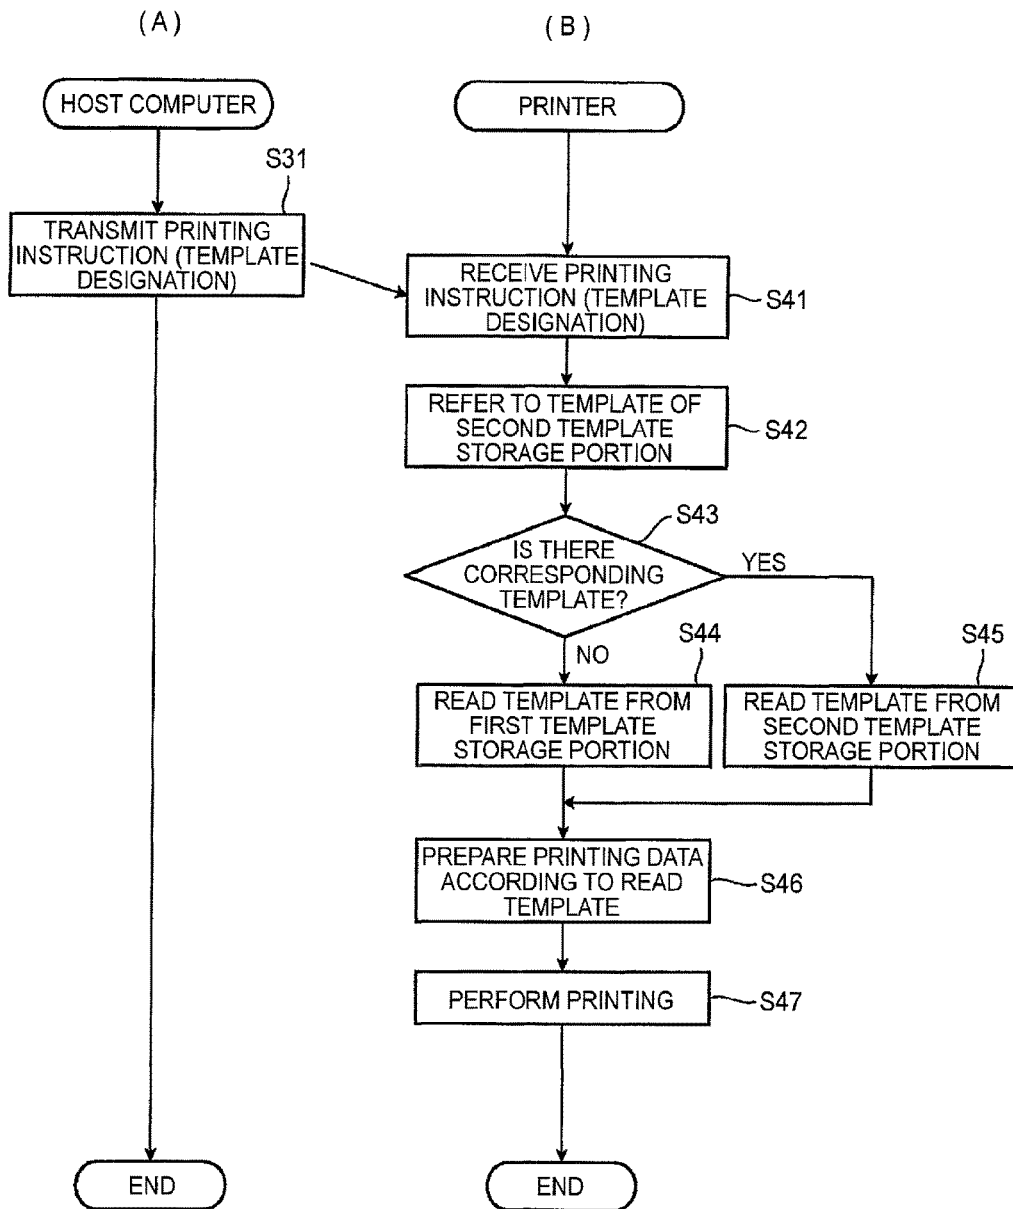 (A)
(B)
HOST COMPUTER
PRINTER
S31
TRANSMIT PRINTING
INSTRUCTION (TEMPLATE
DESIGNATION)
RECEIVE PRINTING
INSTRUCTION (TEMPLATE
DESIGNATION)
S41
REFER TO TEMPLATE OF
SECOND TEMPLATE
STORAGE PORTION
S42
S43
IS THERE
CORRESPONDING
TEMPLATE?
YES
NO
S44
S45
READ TEMPLATE FROM
FIRST TEMPLATE
STORAGE PORTION
READ TEMPLATE FROM
SECOND TEMPLATE
STORAGE PORTION
PREPARE PRINTING DATA
ACCORDING TO READ
TEMPLATE
S46
PERFORM PRINTING
S47
END
END